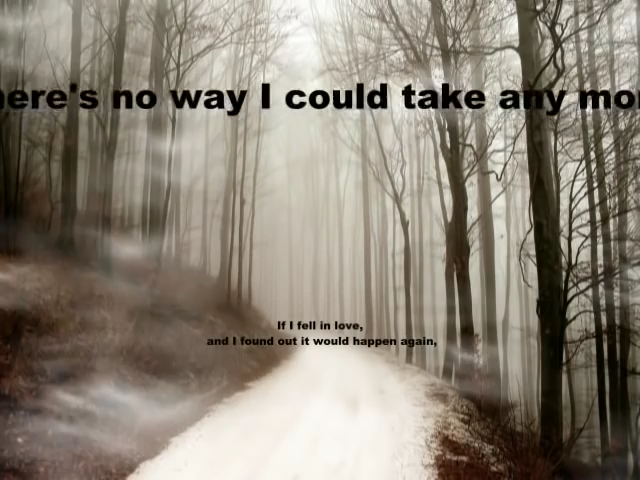 here's no way I could take any mor
If I fell in love,
and I found out it would happen again,